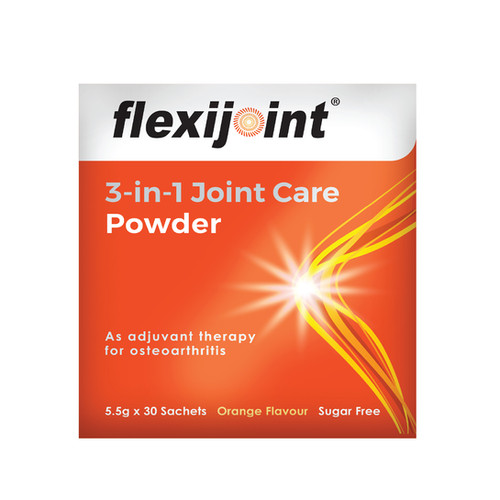 flexijoint®
3-in-1 Joint Care
Powder
As adjuvant therapy
for osteoarthritis
5.5g x 30 Sachets Orange Flavour Sugar Free